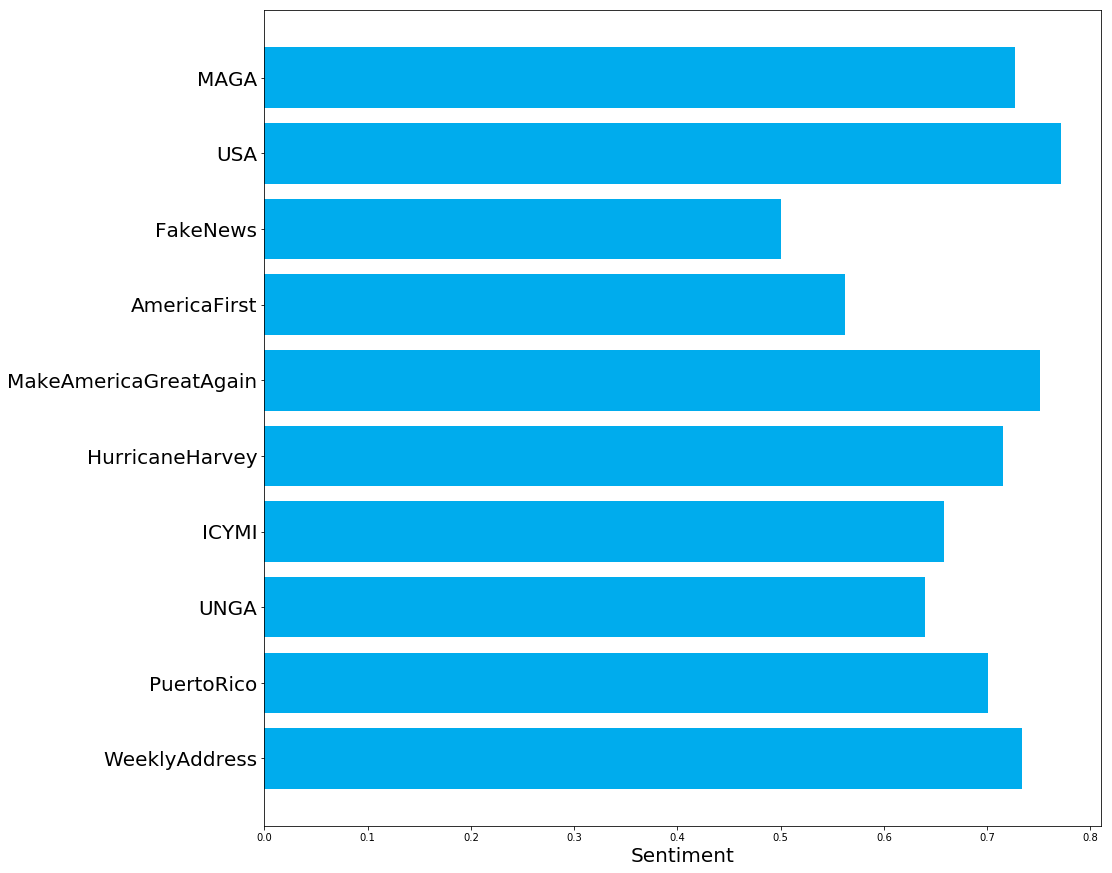 MAGA
USA
FakeNews
AmericaFirst
MakeAmericaGreatAgain
HurricaneHarvey
ICYMI
UNGA
PuertoRico
WeeklyAddress
0.0 0.1 0.2 0.3 0.4 0.5 0.6 0.7 0.8
Sentiment